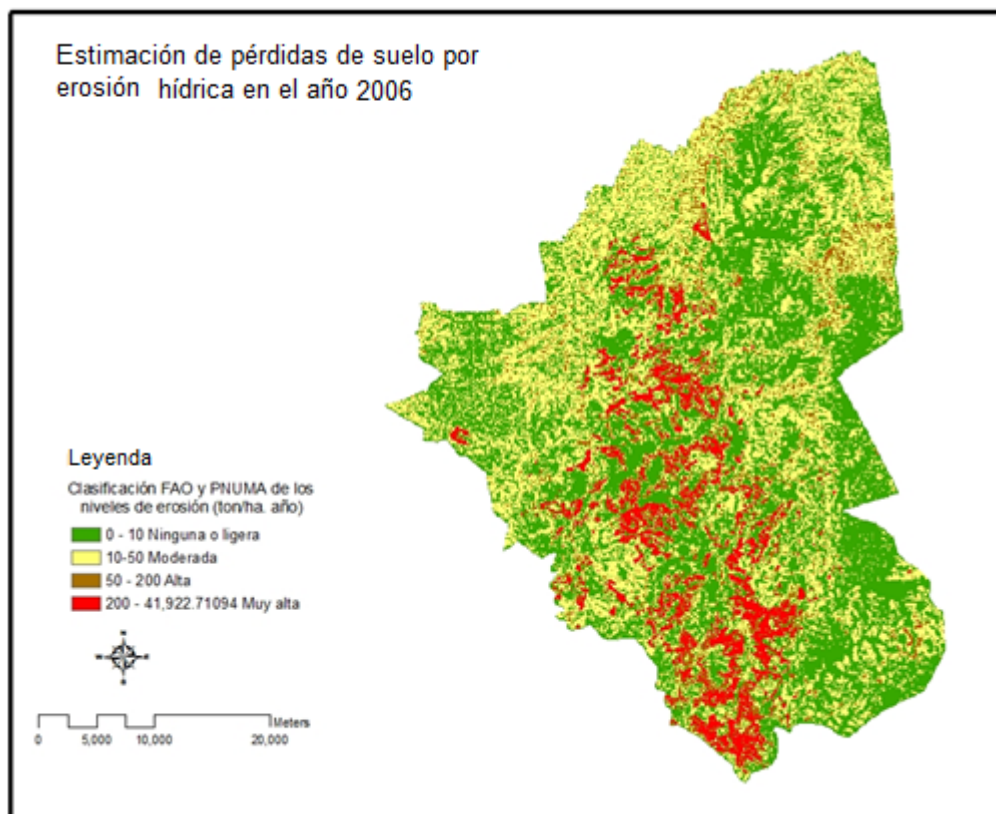 Estimación de pérdidas de suelo por
erosión hídrica en el año 2006
Leyenda
Clasificación FAO y PNUMA de los
niveles de erosión (ton/ha. año)
0 - 10 Ninguna o ligera
10-50 Moderada
50 - 200 Alta
200 - 41,922.71094 Muy alta
Meters
0 5,000 10,000 20,000